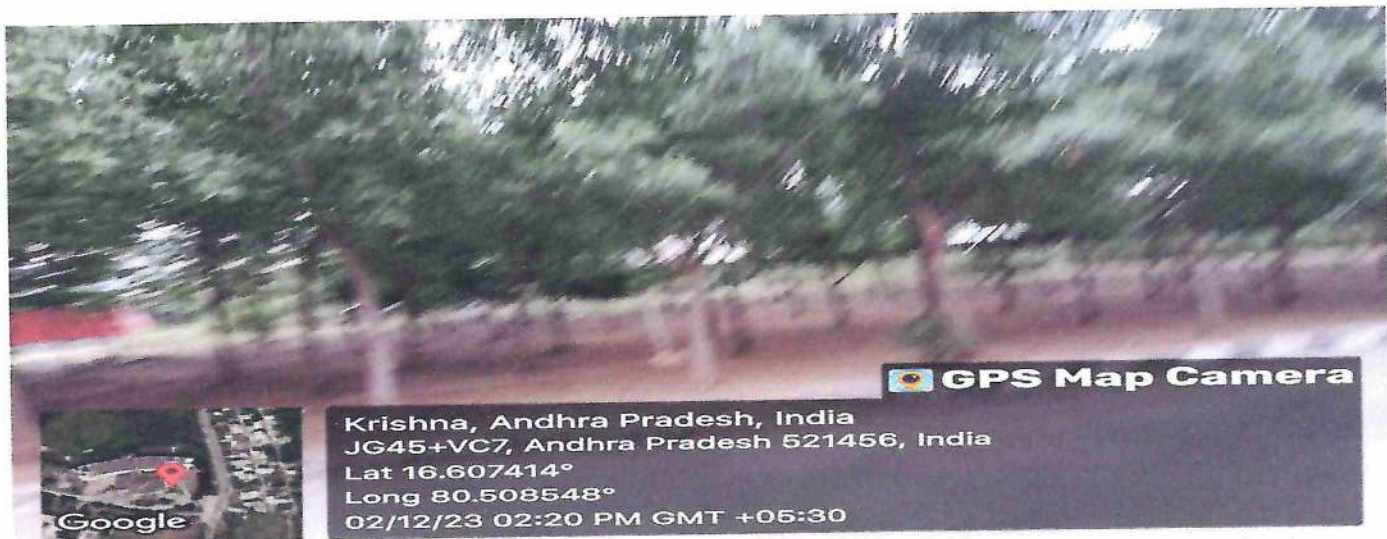 GPS Map Camera
Krishna, Andhra Pradesh, India
JG45+VC7, Andhra Pradesh 521456, India
Lat 16.607414°
Long 80.508548°
02/12/23 02:20 PM GMT +05:30
Google